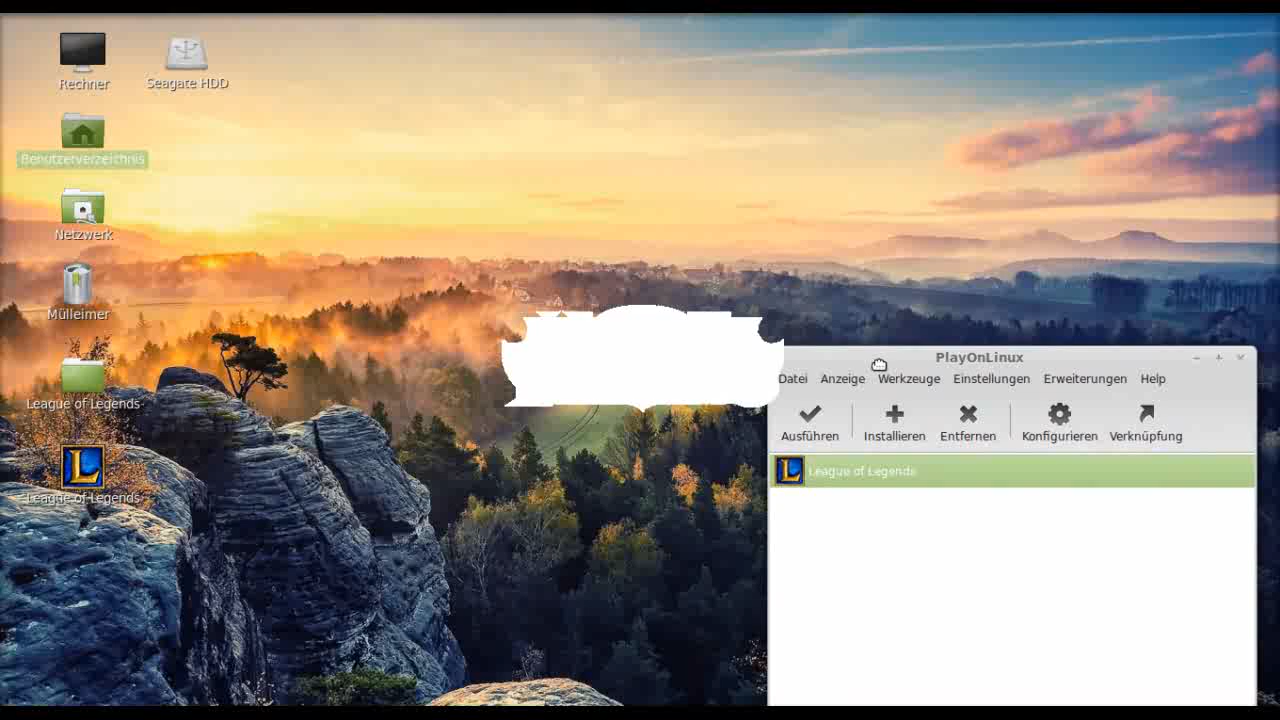 Rechner
Seagate HDD
Benutzerverzeichnis
Netzwerk
Mülleimer
League of Legends
League of Legends
PlayOnLinux
Datei Anzeige Werkzeuge Einstellungen Erweiterungen Help
Ausführen Installieren Entfernen Konfigurieren Verknüpfung
L League of Legends